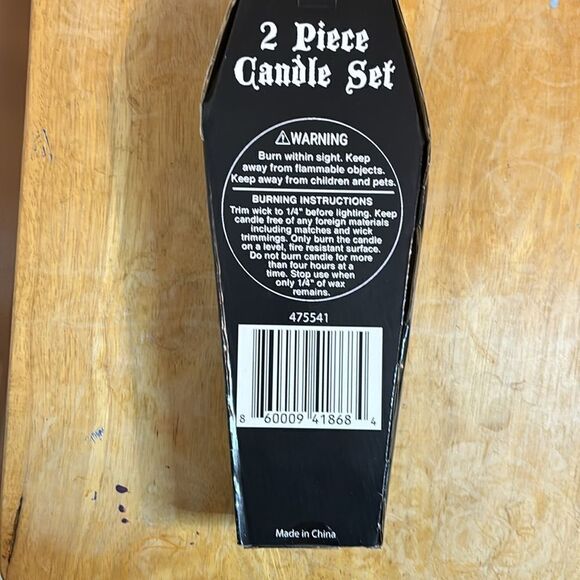 2 Piece
Candle Set
⚠WARNING
Burn within sight. Keep
away from flammable objects.
Keep away from children and pets.
BURNING INSTRUCTIONS
Trim wick to 1/4" before lighting. Keep
candle free of any foreign materials
including matches and wick
trimmings. Only burn the candle
on a level, fire resistant surface.
Do not burn candle for more
than four hours at a
time. Stop use when
only 1/4" of wax
remains.
475541
8 60009 41868 4
Made in China